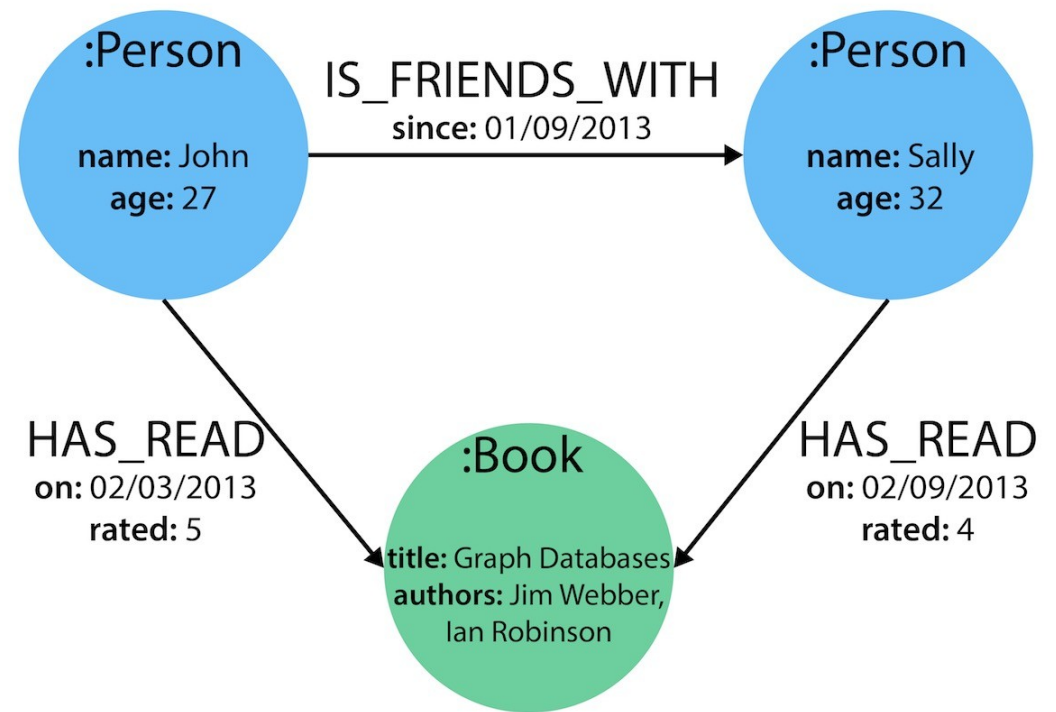 :Person
name: John
age: 27
IS_FRIENDS_WITH
since: 01/09/2013
:Person
name: Sally
age: 32
HAS_READ
on: 02/03/2013
rated: 5
:Book
title: Graph Databases
authors: Jim Webber,
Ian Robinson
HAS_READ
on: 02/09/2013
rated: 4